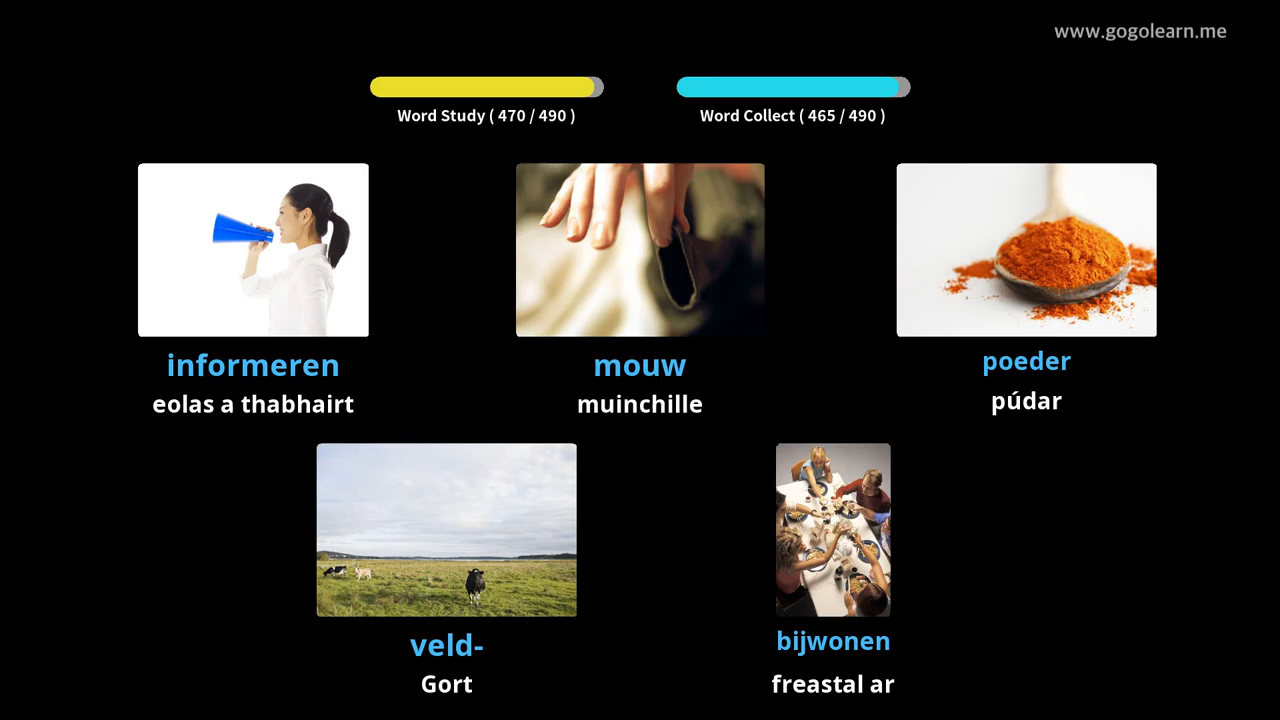 www.gogolearn.me
Word Study ( 470 / 490 )
Word Collect ( 465 / 490 )
informeren
eolas a thabhairt
mouw
muinchille
poeder
púdar
veld-
Gort
bijwonen
freastal ar